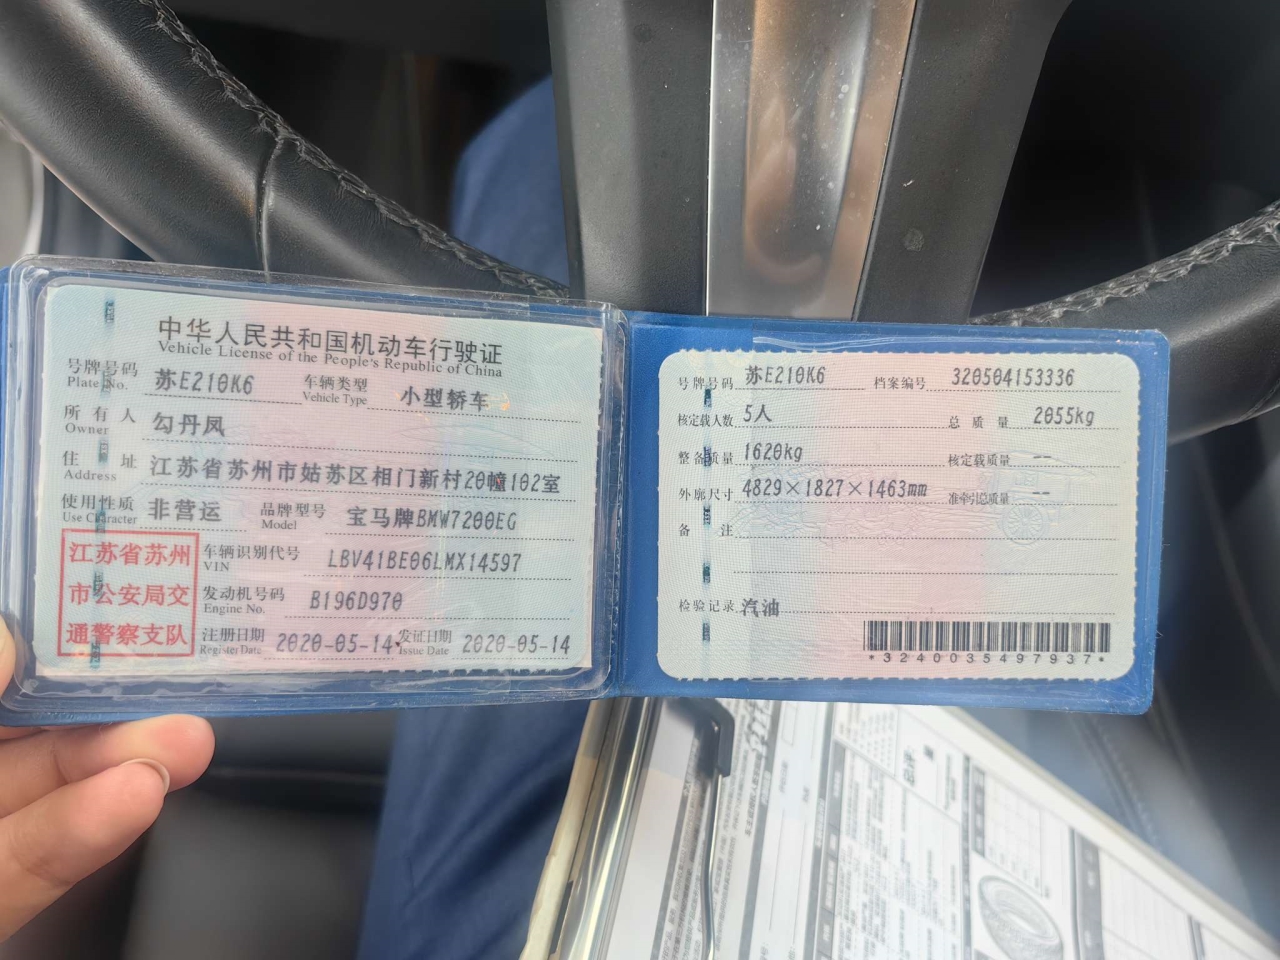 中华人民共和国机动车行驶证
Vehicle License of the People's Republic of China
号牌号码 苏E210K6 车辆类型 小型轿车
Plate No. Vehicle Type
所有人 勾丹凤
Owner
住址 江苏省苏州市姑苏区相门新村20幢102室
Address
使用性质 非营运 品牌型号 宝马牌BMW7200EG
Use Character Model
江苏省苏州
市公安局交
通警察支队
车辆识别代号 LBV41BE06LMX14597
VIN
发动机号码 B196D970
Engine No.
注册日期 2020-05-14 发证日期 2020-05-14
Register Date Issue Date
号牌号码 苏E210K6 档案编号 320504153336
核定载人数 5人 总质量 2055kg
整备质量 1620kg 核定载质量 --
外廓尺寸 4829×1827×1463mm 准牵引总质量 --
备注
检验记录 汽油
*3240035497937*